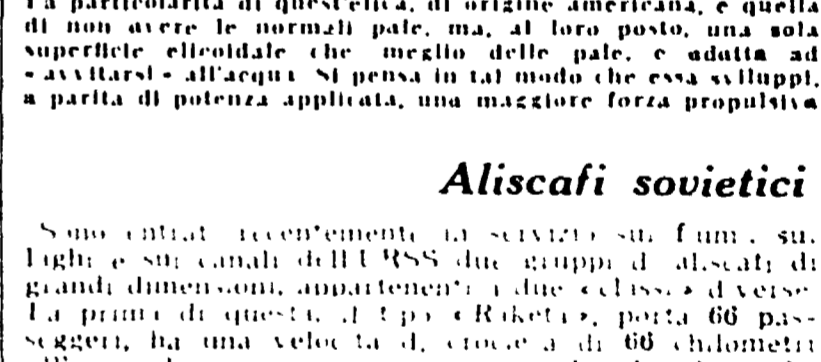 La particolarità di quest'elica, di origine americana, è quella
di non avere le normali pale, ma, al loro posto, una sola
superficie elicoidale che meglio delle pale, è adatta ad
« avvitarsi » all'acqua Si pensa in tal modo che essa sviluppi,
a parità di potenza applicata, una maggiore forza propulsiva
Aliscafi sovietici
Sono entrati recentemente in servizio sui fiumi, sui
laghi e sui canali dell'URSS due gruppi di aliscafi di
grandi dimensioni, appartenenti a due « classi » diverse
La prima di queste, il tipo « Raketa », porta 66 pas-
seggeri, ha una velocità di crociera di 66 chilometri